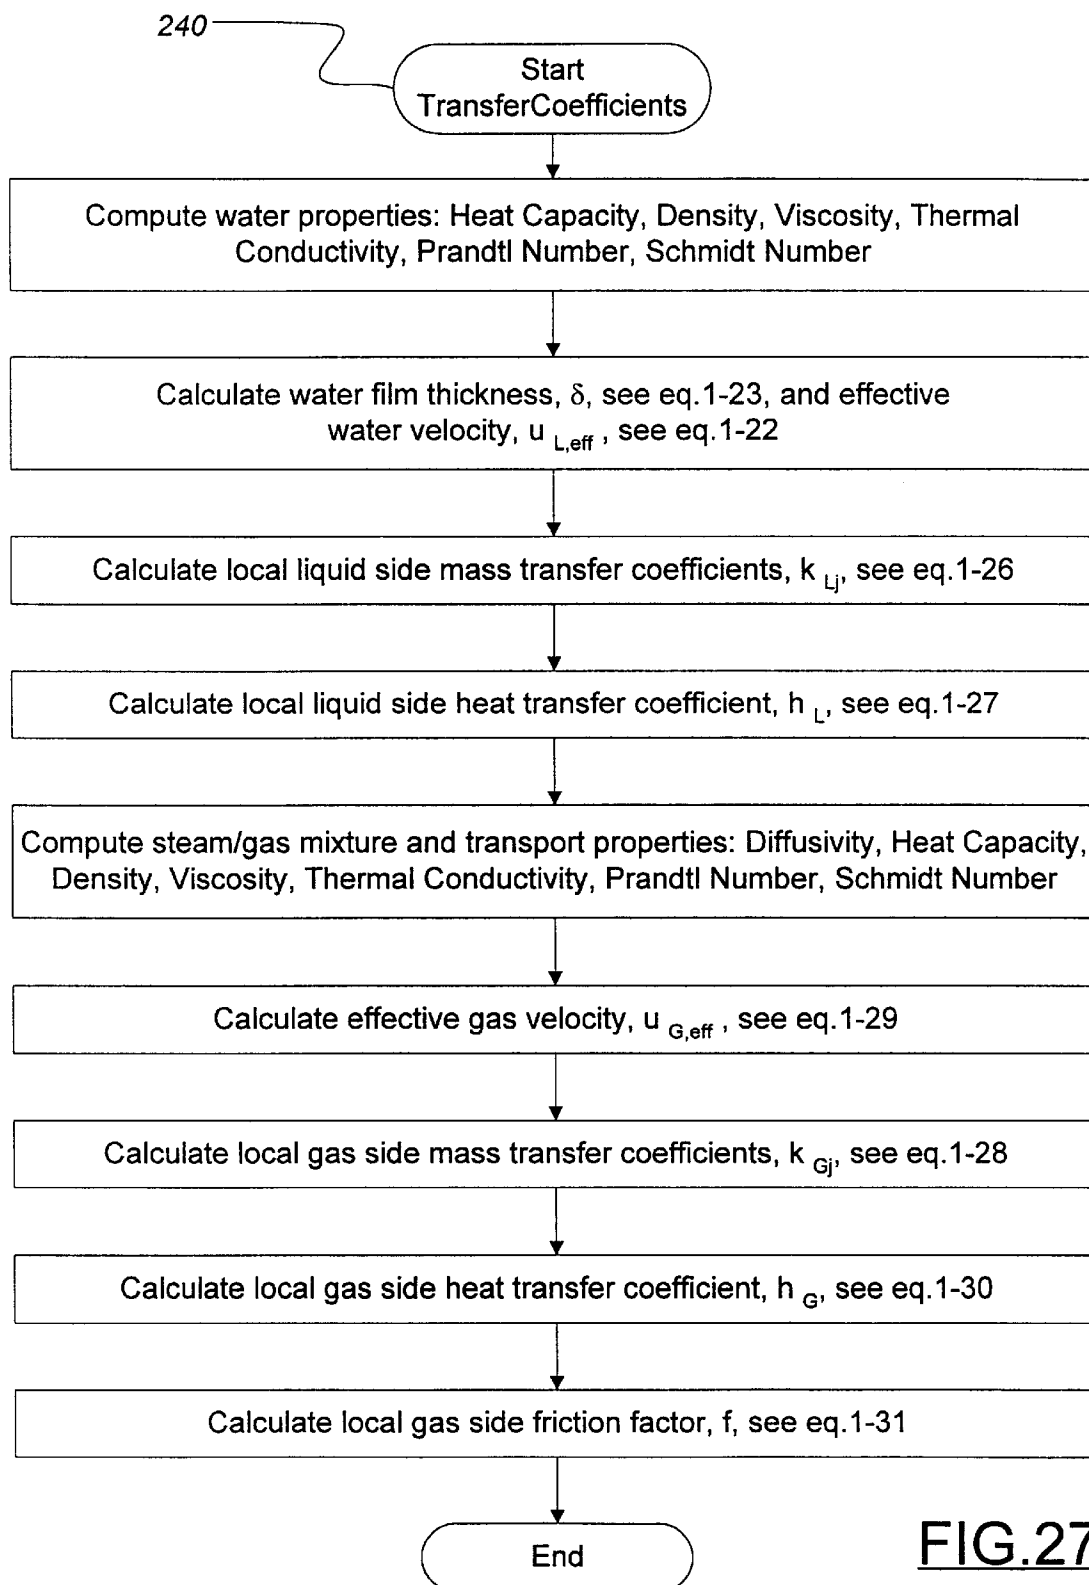 240
Start
TransferCoefficients
Compute water properties: Heat Capacity, Density, Viscosity, Thermal
Conductivity, Prandtl Number, Schmidt Number
Calculate water film thickness, δ, see eq.1-23, and effective
water velocity, u L,eff , see eq.1-22
Calculate local liquid side mass transfer coefficients, k Lj, see eq.1-26
Calculate local liquid side heat transfer coefficient, h L, see eq.1-27
Compute steam/gas mixture and transport properties: Diffusivity, Heat Capacity,
Density, Viscosity, Thermal Conductivity, Prandtl Number, Schmidt Number
Calculate effective gas velocity, u G,eff , see eq.1-29
Calculate local gas side mass transfer coefficients, k Gj, see eq.1-28
Calculate local gas side heat transfer coefficient, h G, see eq.1-30
Calculate local gas side friction factor, f, see eq.1-31
End
FIG.27